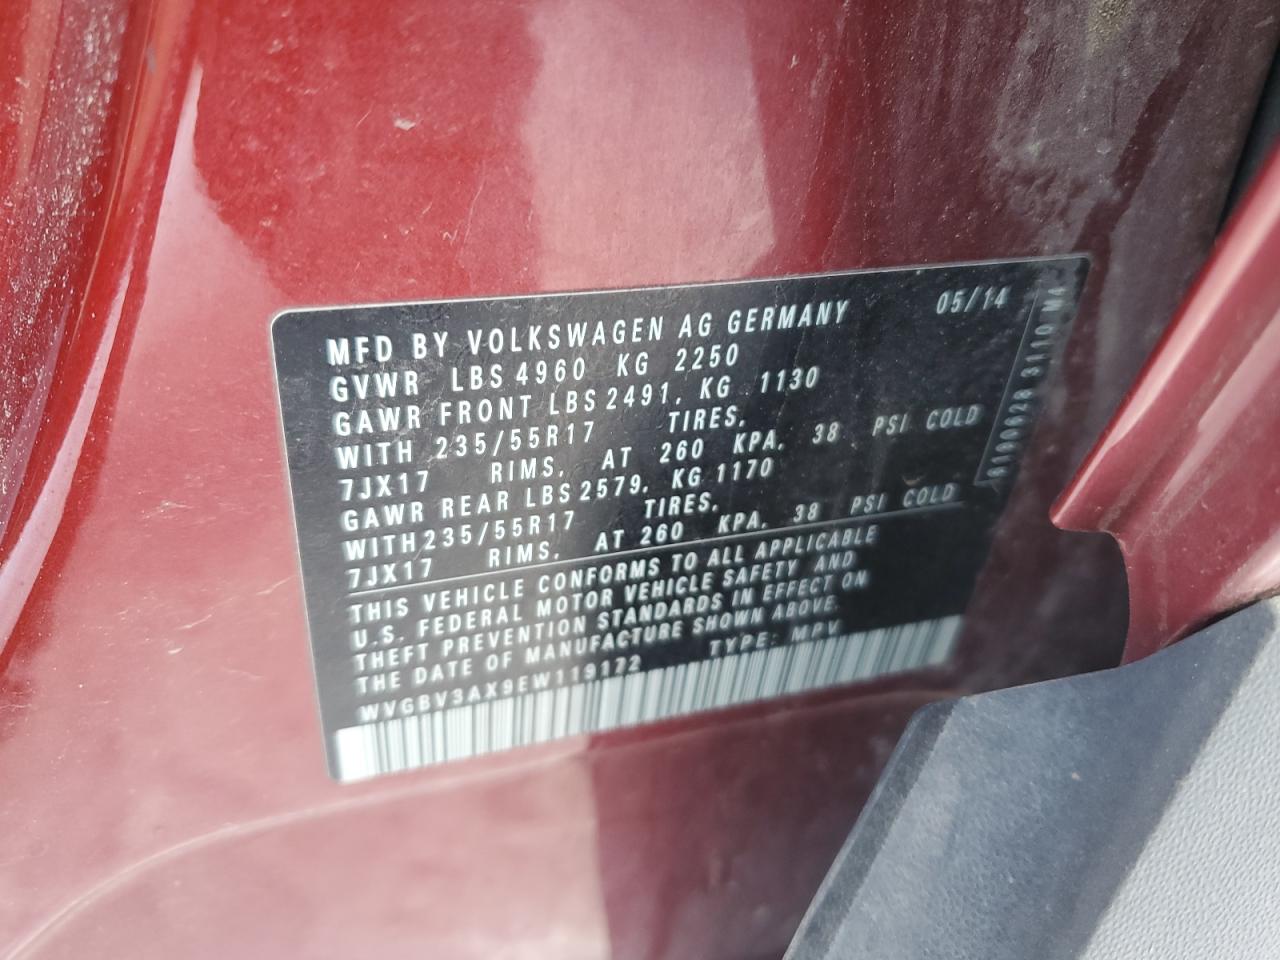 MFD BY VOLKSWAGEN AG GERMANY 05/14
GVWR LBS 4960 KG 2250
GAWR FRONT LBS 2491, KG 1130
WITH 235/55R17 TIRES,
7JX17 RIMS, AT 260 KPA, 38 PSI COLD
GAWR REAR LBS 2579, KG 1170
WITH 235/55R17 TIRES,
7JX17 RIMS, AT 260 KPA, 38 PSI COLD
THIS VEHICLE CONFORMS TO ALL APPLICABLE
U.S. FEDERAL MOTOR VEHICLE SAFETY AND
THEFT PREVENTION STANDARDS IN EFFECT ON
THE DATE OF MANUFACTURE SHOWN ABOVE.
WVGBV3AX9EW119172 TYPE: MPV
3110